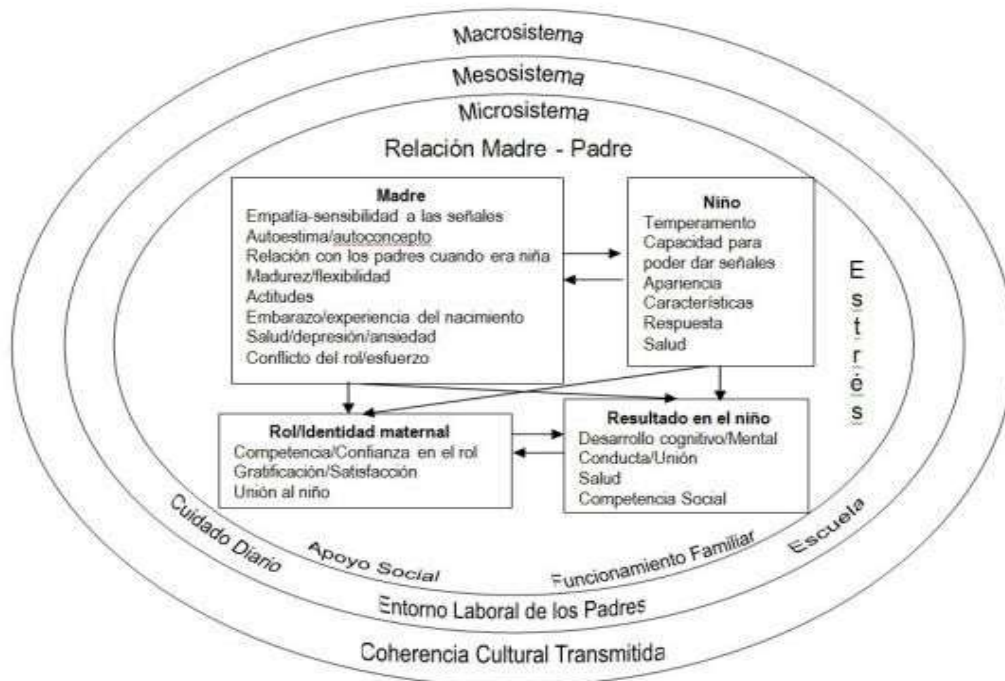 Macrosistema
Mesosistema
Microsistema
Relación Madre - Padre
Madre
Empatía-sensibilidad a las señales
Autoestima/autoconcepto
Relación con los padres cuando era niña
Madurez/flexibilidad
Actitudes
Embarazo/experiencia del nacimiento
Salud/depresión/ansiedad
Conflicto del rol/esfuerzo
Niño
Temperamento
Capacidad para
poder dar señales
Apariencia
Características
Respuesta
Salud
Estrés
Rol/Identidad maternal
Competencia/Confianza en el rol
Gratificación/Satisfacción
Unión al niño
Resultado en el niño
Desarrollo cognitivo/Mental
Conducta/Unión
Salud
Competencia Social
Cuidado Diario
Apoyo Social
Funcionamiento Familiar
Escuela
Entorno Laboral de los Padres
Coherencia Cultural Transmitida